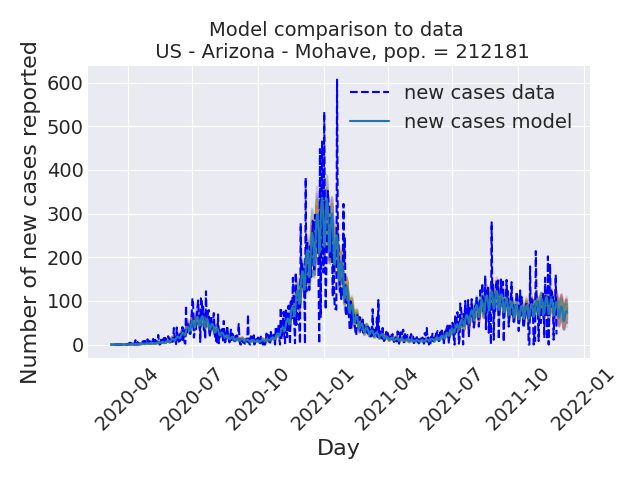 Model comparison to data
US - Arizona - Mohave, pop. = 212181
Number of new cases reported
600
500
400
300
200
100
0
new cases data
new cases model
2020-04
2020-07
2020-10
2021-01
2021-04
2021-07
2021-10
2022-01
Day